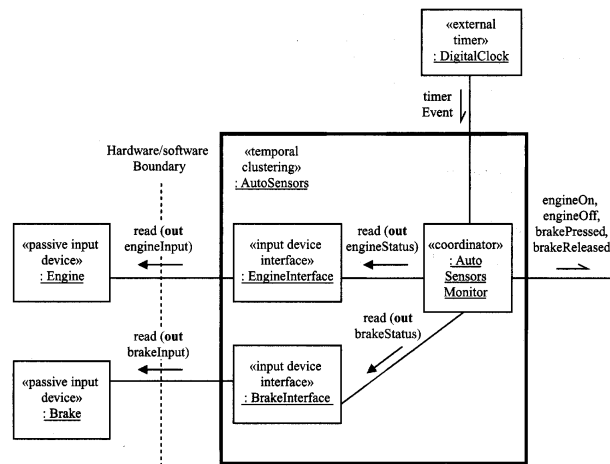 «external
timer»
: DigitalClock
timer
Event
Hardware/software
Boundary
«temporal
clustering»
: AutoSensors
engineOn,
engineOff,
brakePressed,
brakeReleased
read (out
engineInput)
read (out
engineStatus)
«passive input
device»
: Engine
«input device
interface»
: EngineInterface
«coordinator»
: Auto
Sensors
Monitor
read (out
brakeInput)
read (out
brakeStatus)
«passive input
device»
: Brake
«input device
interface»
: BrakeInterface